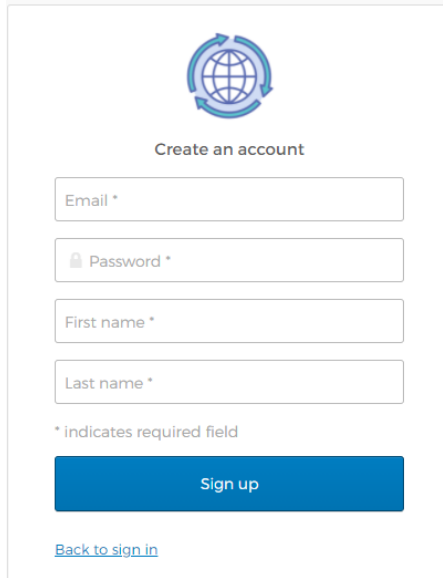 Create an account
Email *
Password *
First name *
Last name *
* indicates required field
Sign up
Back to sign in